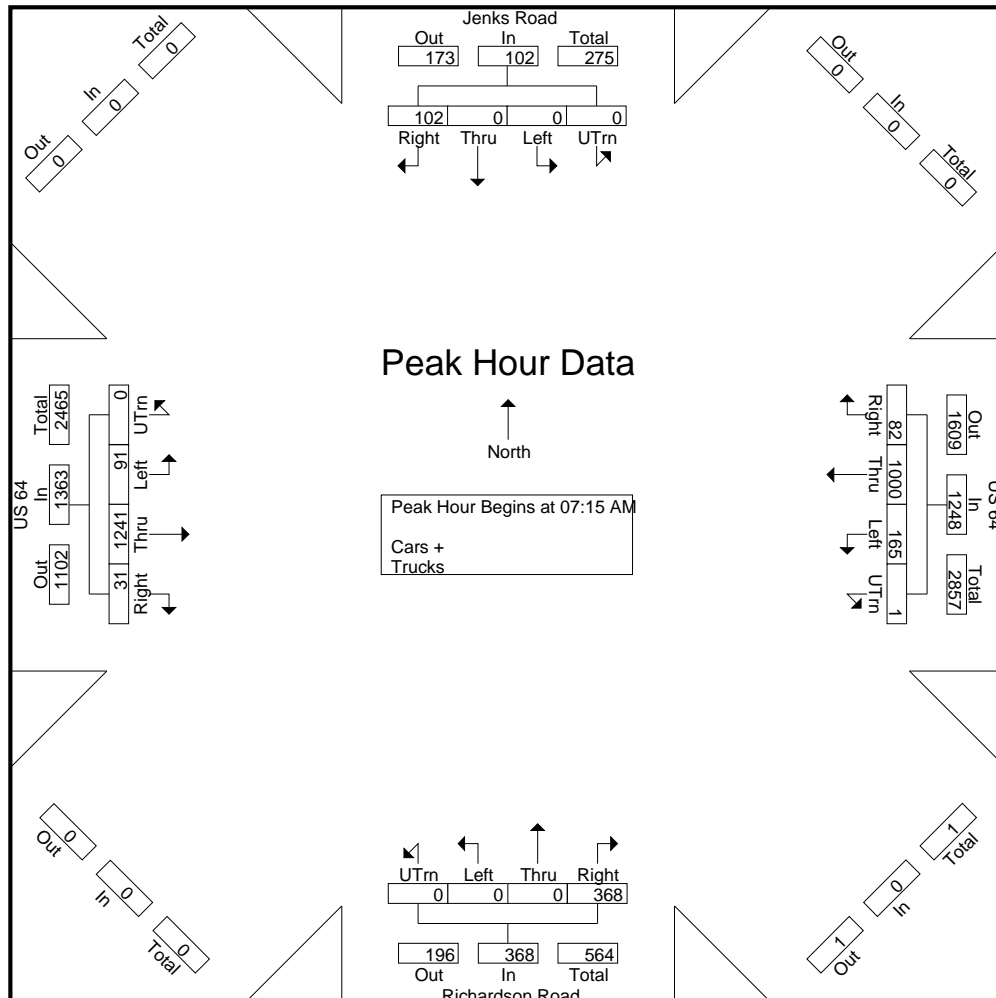 Jenks Road
Out In Total
173 102 275
102 0 0 0
Right Thru Left UTrn
Total
0
In
0
Out
0
Out
0
In
0
Total
0
Peak Hour Data
North
Peak Hour Begins at 07:15 AM
Cars +
Trucks
US 64
Total In Out
2465 1363 1102
0 91 1241 31
UTrn Left Thru Right
Right Thru Left UTrn
82 1000 165 1
Out In Total
1609 1248 2857
US 64
0
Out
0
In
0
Total
1
Total
0
In
1
Out
UTrn Left Thru Right
0 0 0 368
196 368 564
Out In Total
Richardson Road